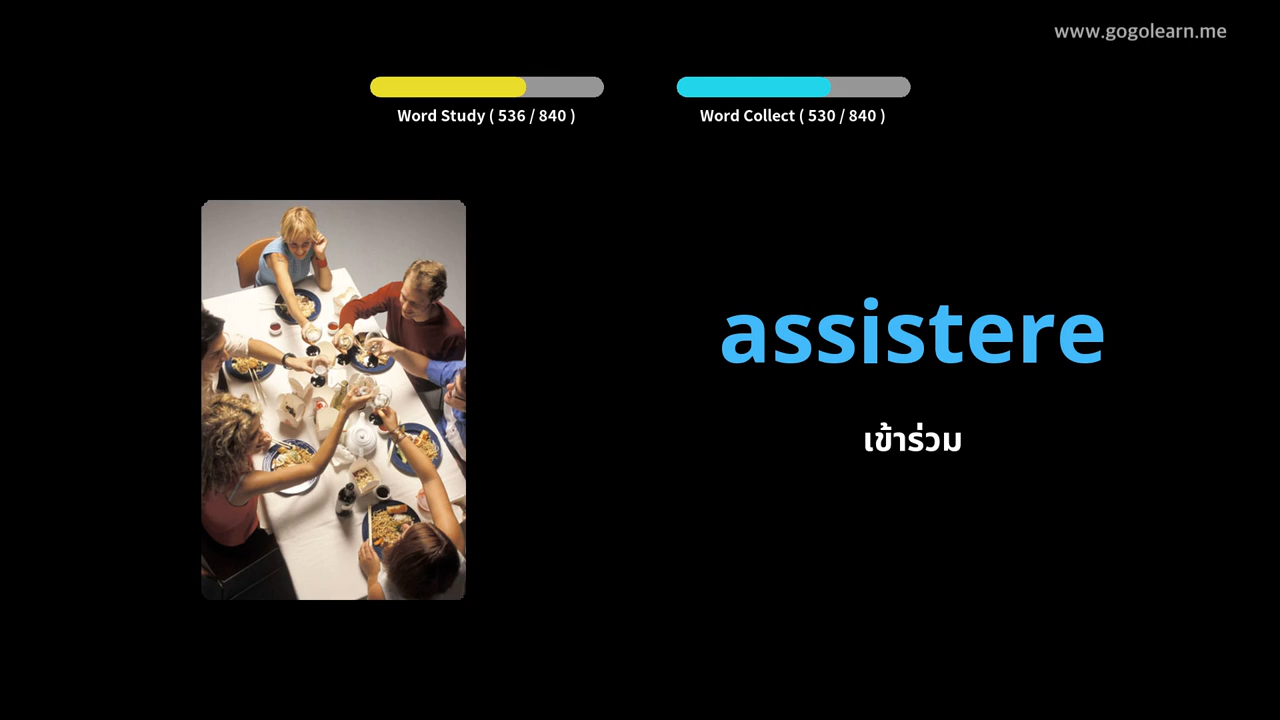 www.gogolearn.me
Word Study ( 536 / 840 )
Word Collect ( 530 / 840 )
assistere
เข้าร่วม